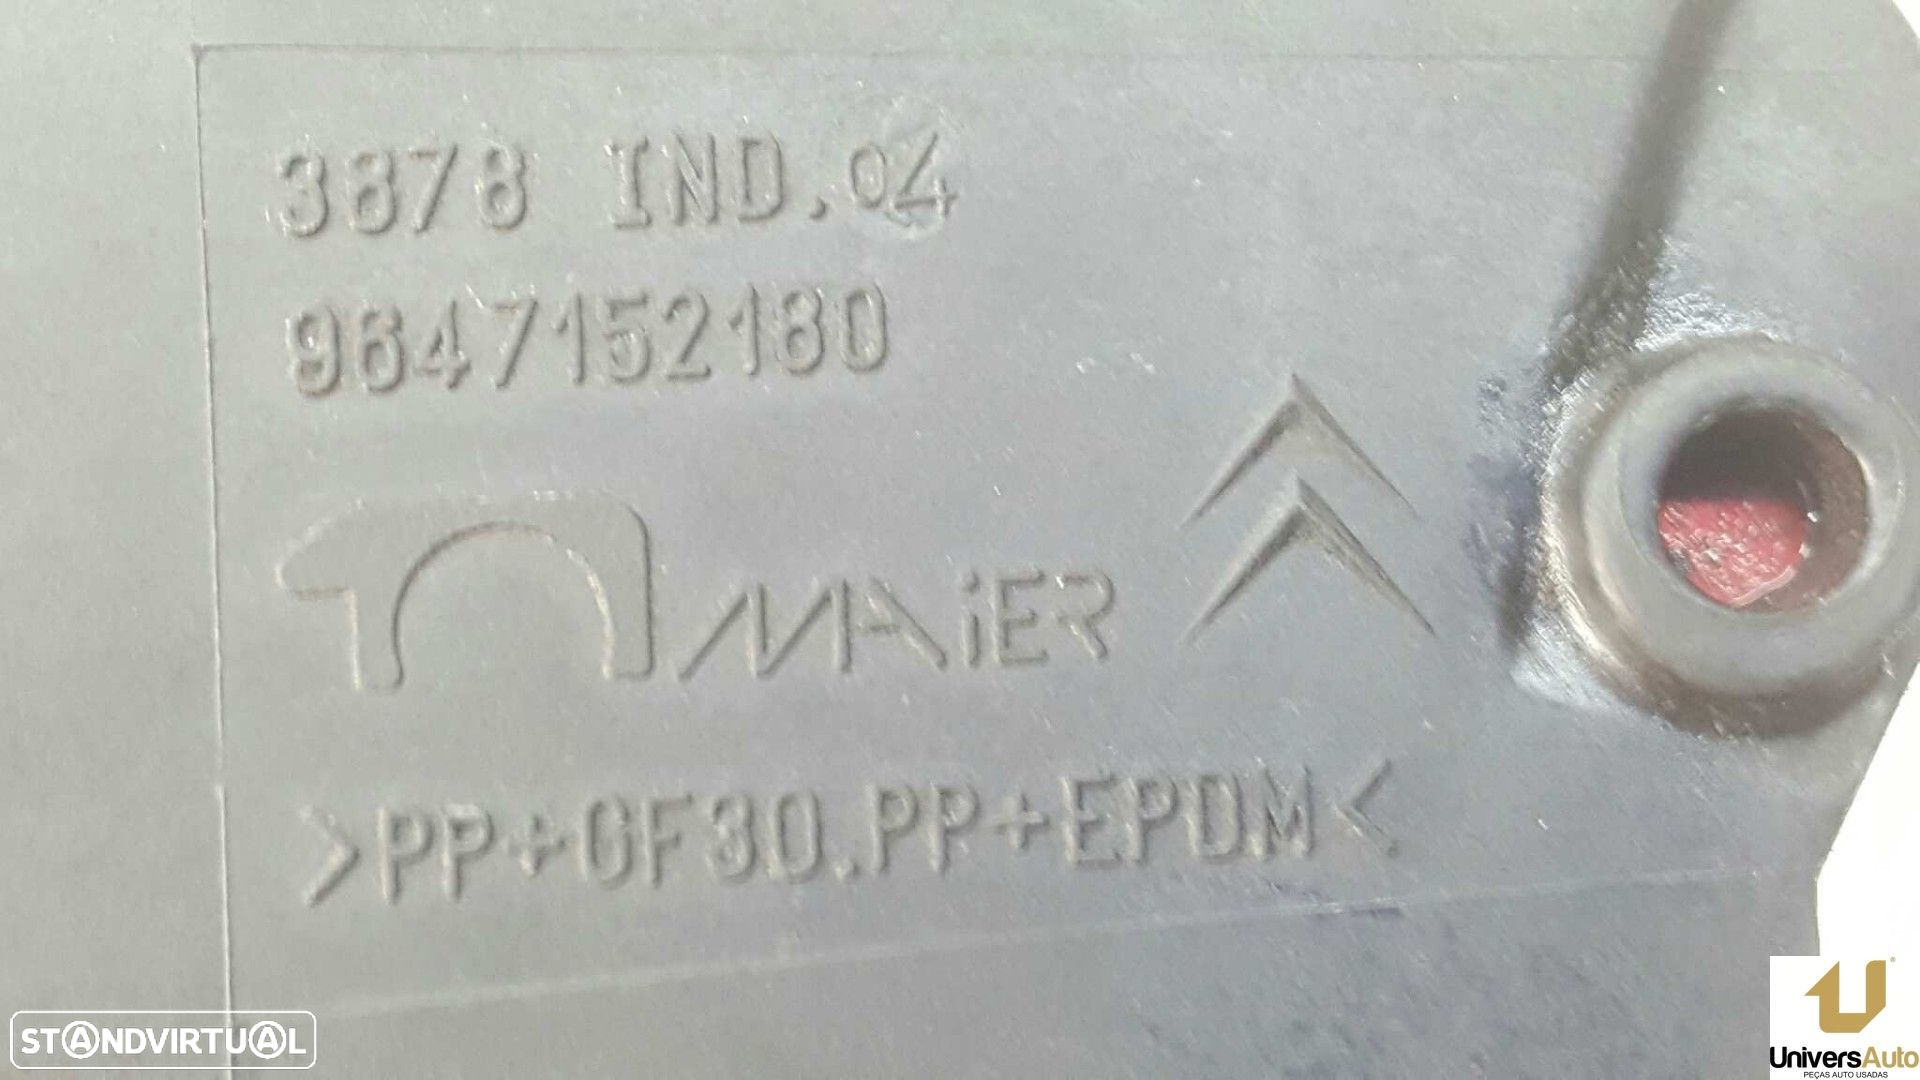 3878 IND.04
9647152180
MAiER
>PP+GF30.PP+EPDM<
STANDVIRTUAL
UniversAuto
PEÇAS AUTO USADAS